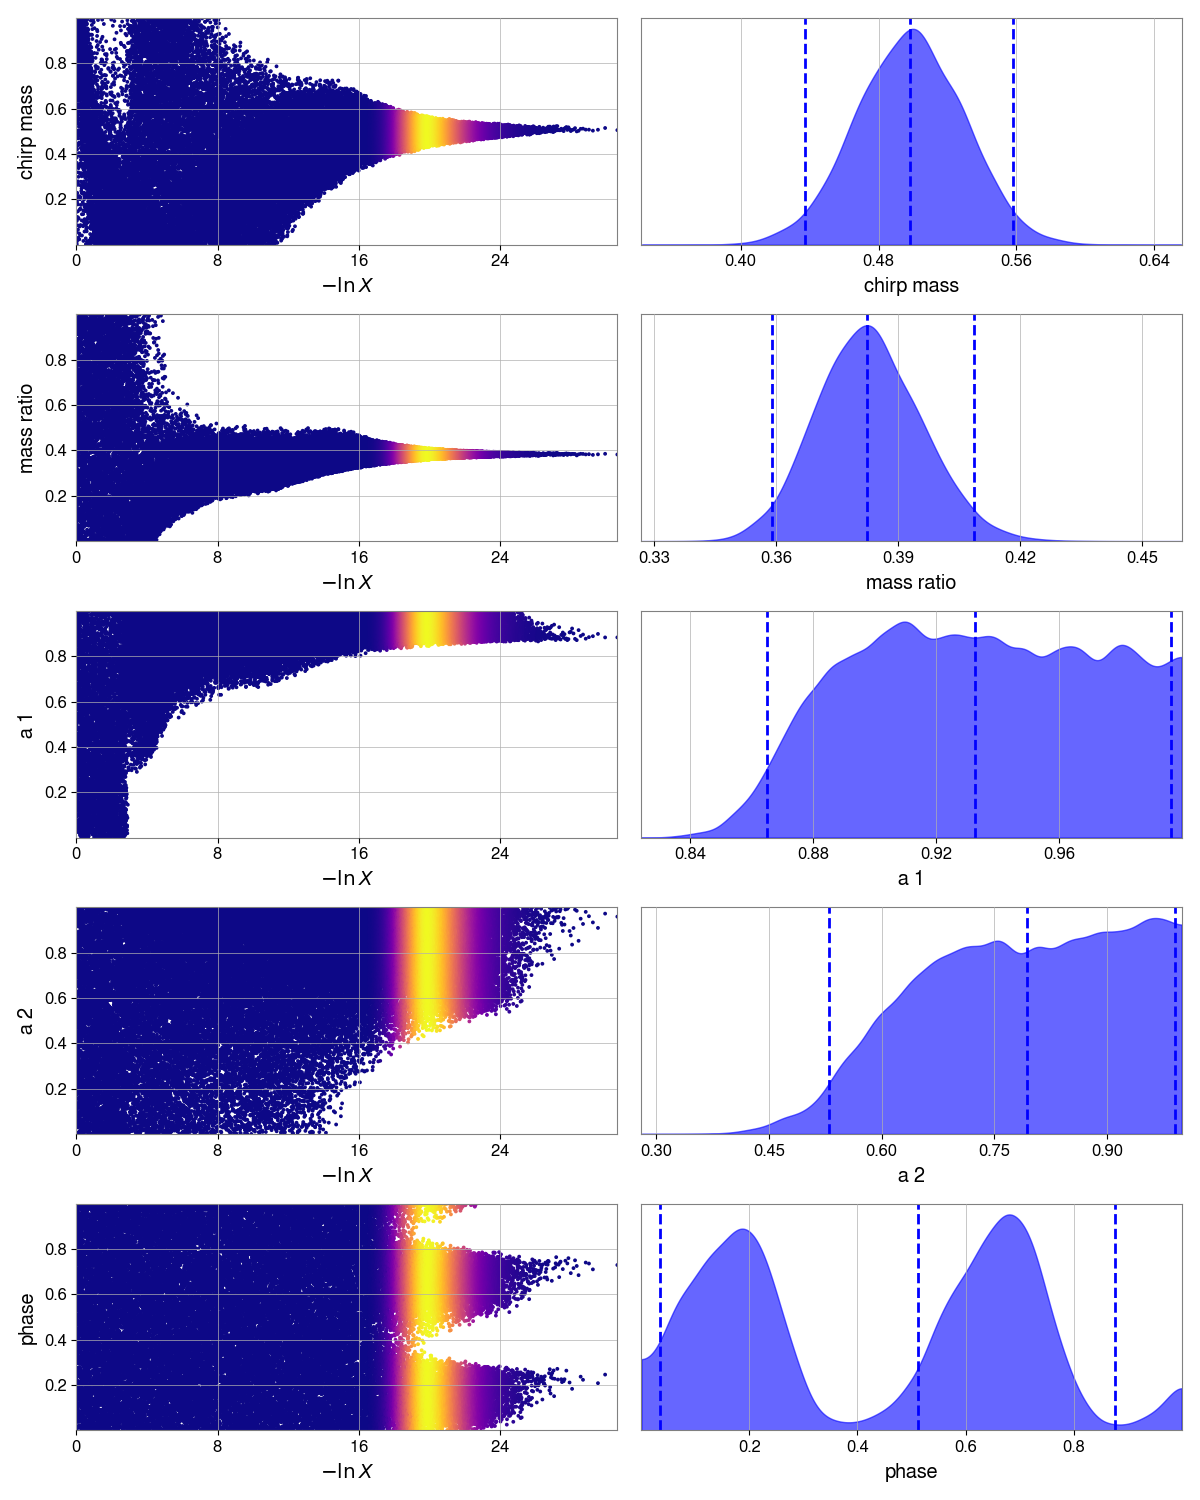 chirp mass
0.8
0.6
0.4
0.2
0 8 16 24
−ln X
0.40 0.48 0.56 0.64
chirp mass
mass ratio
0.8
0.6
0.4
0.2
0 8 16 24
−ln X
0.33 0.36 0.39 0.42 0.45
mass ratio
a 1
0.8
0.6
0.4
0.2
0 8 16 24
−ln X
0.84 0.88 0.92 0.96
a 1
a 2
0.8
0.6
0.4
0.2
0 8 16 24
−ln X
0.30 0.45 0.60 0.75 0.90
a 2
phase
0.8
0.6
0.4
0.2
0 8 16 24
−ln X
0.2 0.4 0.6 0.8
phase